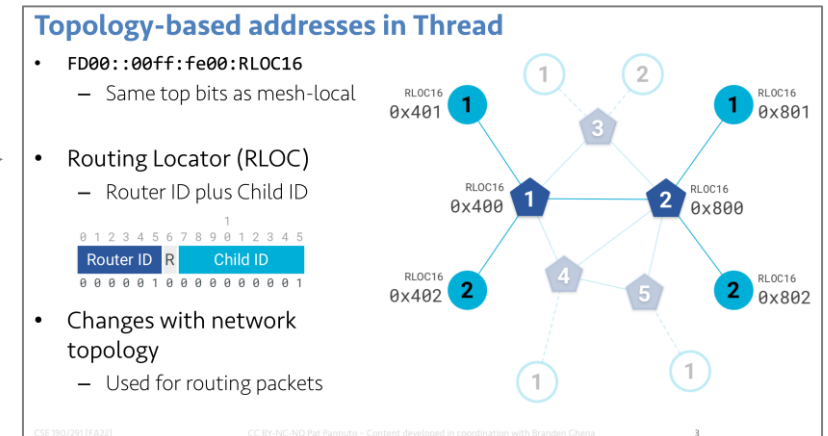 Topology-based addresses in Thread
• FD00::00ff:fe00:RLOC16
– Same top bits as mesh-local
• Routing Locator (RLOC)
– Router ID plus Child ID
1
0 1 2 3 4 5 6 7 8 9 0 1 2 3 4 5
Router ID R Child ID
0 0 0 0 0 1 0 0 0 0 0 0 0 0 0 1
• Changes with network
topology
– Used for routing packets
1 2
RLOC16
0x401
1
3
1
RLOC16
0x801
RLOC16
0x400
1
2
RLOC16
0x800
RLOC16
0x402
2
4
5
2
RLOC16
0x802
1
1
CSE 190/291 [FA22]
CC BY-NC-ND Pat Pannuto – Content developed in coordination with Branden Ghena
3